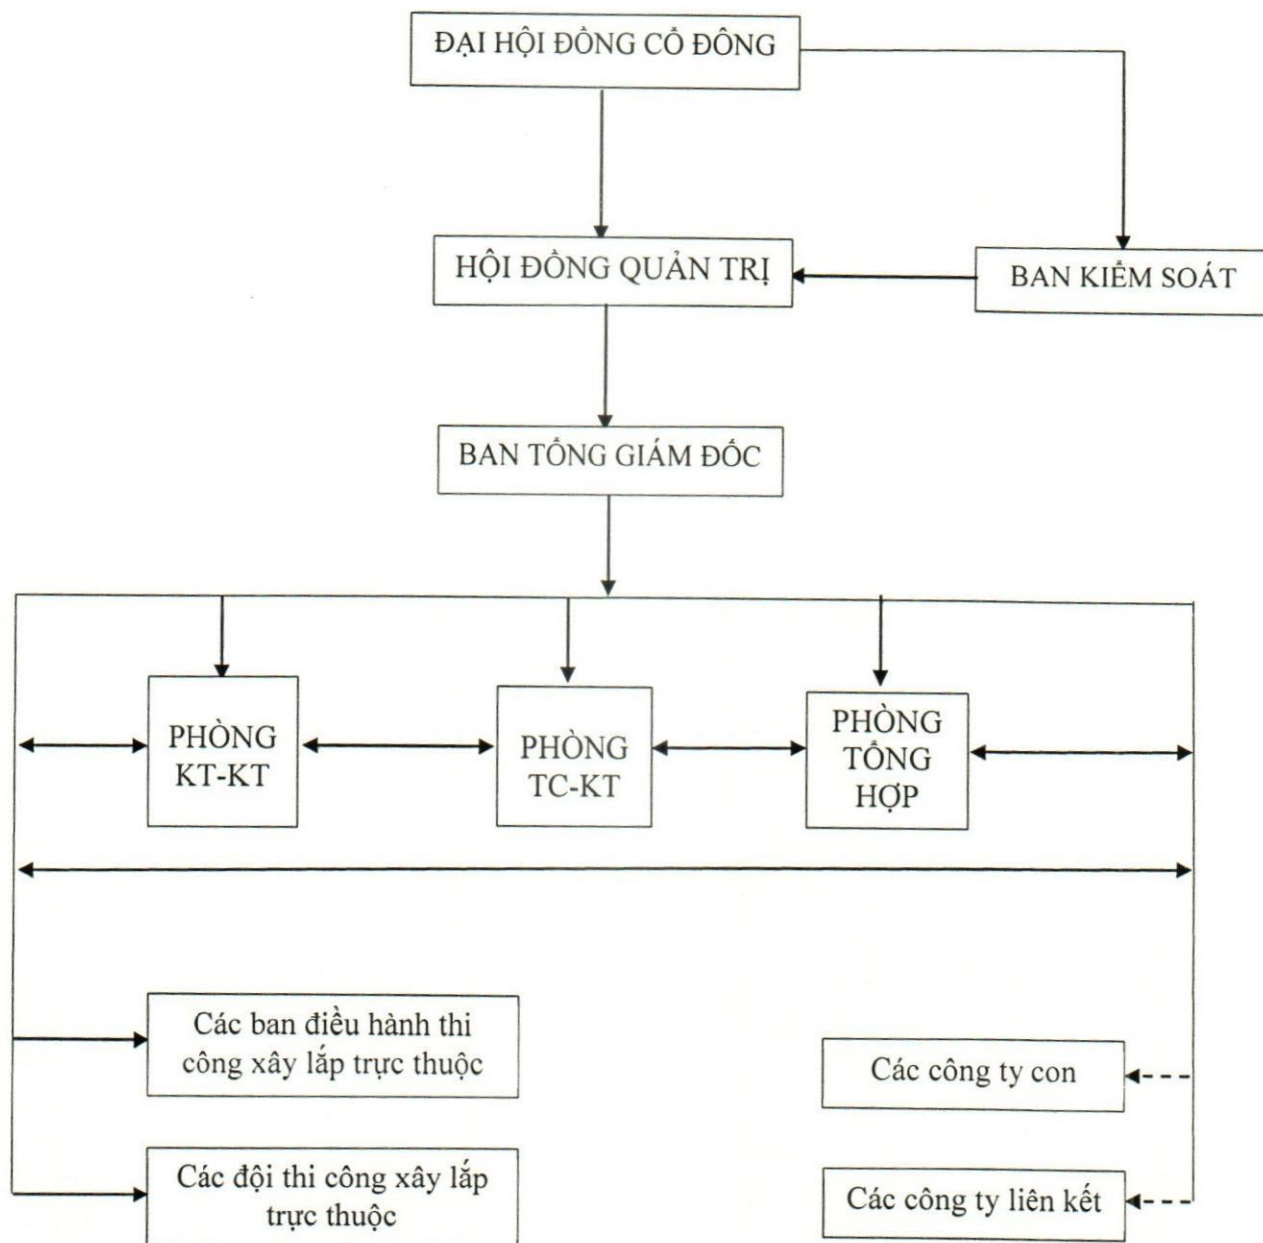 ĐẠI HỘI ĐỒNG CỔ ĐÔNG
HỘI ĐỒNG QUẢN TRỊ
BAN KIỂM SOÁT
BAN TỔNG GIÁM ĐỐC
PHÒNG
KT-KT
PHÒNG
TC-KT
PHÒNG
TỔNG
HỢP
Các ban điều hành thi
công xây lắp trực thuộc
Các công ty con
Các đội thi công xây lắp
trực thuộc
Các công ty liên kết